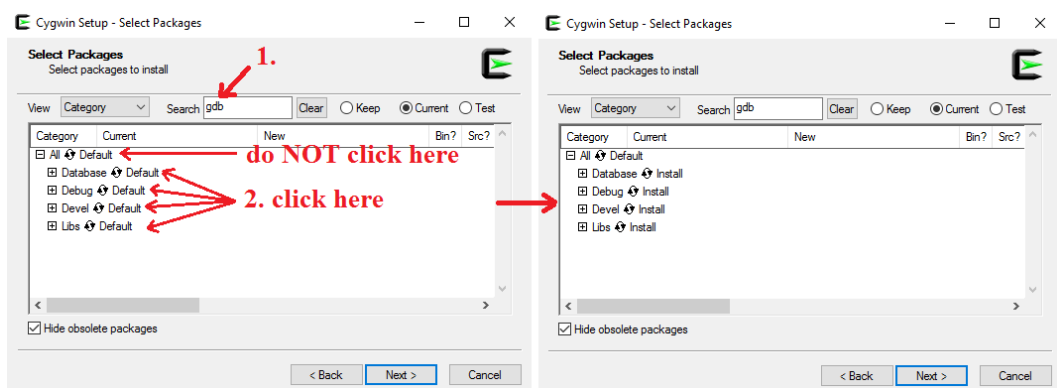 Cygwin Setup - Select Packages
Select Packages
Select packages to install
1.
View Category Search gdb Clear Keep Current Test
Category Current New Bin? Src?
All Default
do NOT click here
Database Default
Debug Default
Devel Default
2. click here
Libs Default
Hide obsolete packages
< Back Next > Cancel
Cygwin Setup - Select Packages
Select Packages
Select packages to install
View Category Search gdb Clear Keep Current Test
Category Current New Bin? Src?
All Default
Database Install
Debug Install
Devel Install
Libs Install
Hide obsolete packages
< Back Next > Cancel